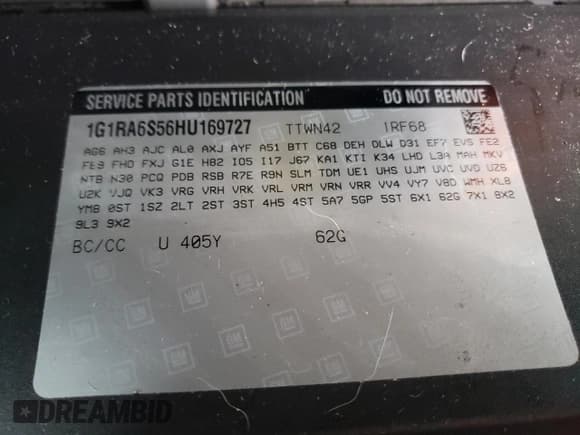 SERVICE PARTS IDENTIFICATION DO NOT REMOVE
1G1RA6S56HU169727 TTWN42 IRF68
AG6 AH3 AJC AL0 AXJ AYF A51 BTT C68 DEH DLW D31 EF7 EVS FE2
FE9 FHO FXJ G1E H82 IO5 I17 J67 KA1 KTI K34 LHD L3A MAH MKV
NTB N30 PCQ PDB RSB R7E R9N SLM TDM UE1 UHS UJM UVC UVD UZ6
U2K VJQ VK3 VRG VRH VRK VRL VRM VRN VRR VV4 VY7 V8D WMH XL8
YM8 0ST 1SZ 2LT 2ST 3ST 4H5 4ST 5A7 5GP 5ST 6X1 62G 7X1 8X2
9L3 9X2
BC/CC U 405Y 62G
DREAMBID